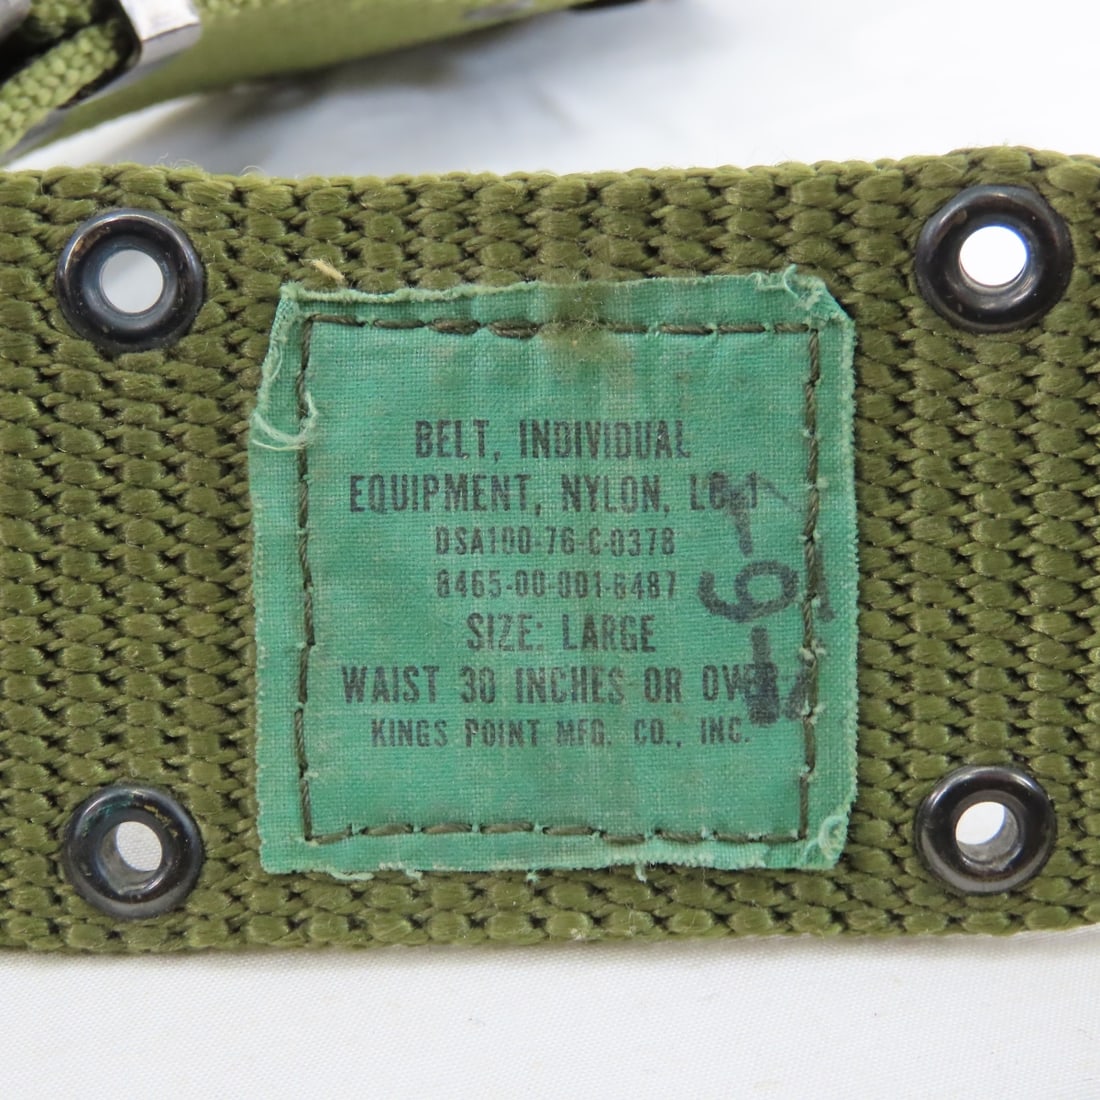 BELT, INDIVIDUAL
EQUIPMENT, NYLON, LC-1
DSA100-76-C-0378
8465-00-001-6487
SIZE: LARGE
WAIST 30 INCHES OR OVER
KINGS POINT MFG. CO., INC.